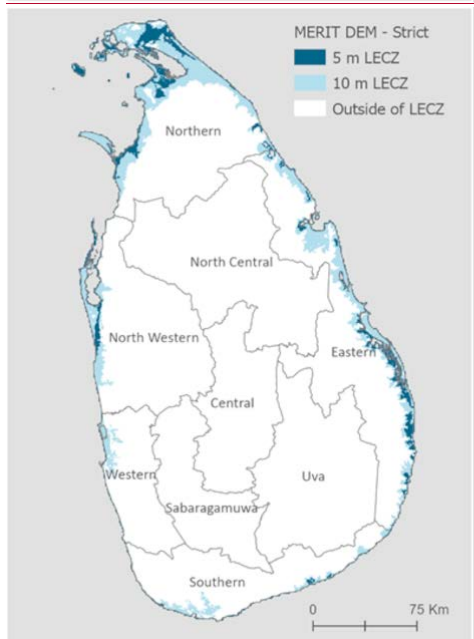 MERIT DEM - Strict
5 m LECZ
10 m LECZ
Outside of LECZ
Northern
North Central
North Western
Eastern
Central
Western
Uva
Sabaragamuwa
Southern
0 75 Km